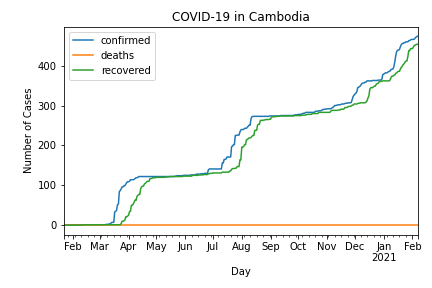 COVID-19 in Cambodia
confirmed
deaths
recovered
Number of Cases
400
300
200
100
0
Feb Mar Apr May Jun Jul Aug Sep Oct Nov Dec Jan Feb
2021
Day